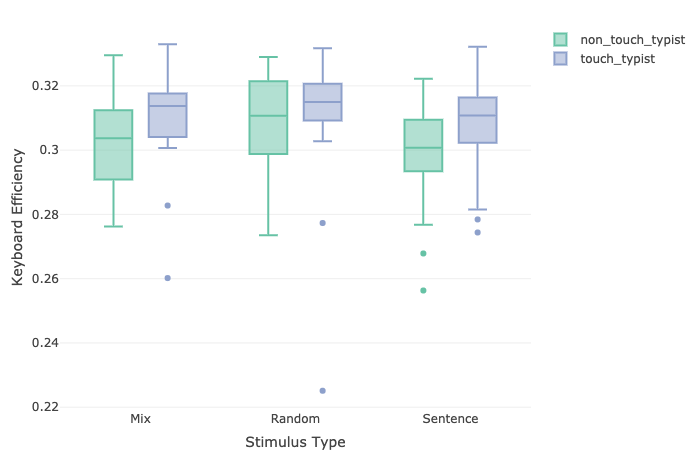 non_touch_typist
touch_typist
Keyboard Efficiency
0.32
0.3
0.28
0.26
0.24
0.22
Mix
Random
Sentence
Stimulus Type